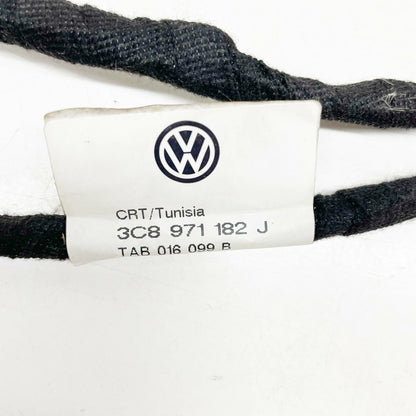 CRT/Tunisia
3C8 971 182 J
TAB 016 099 B